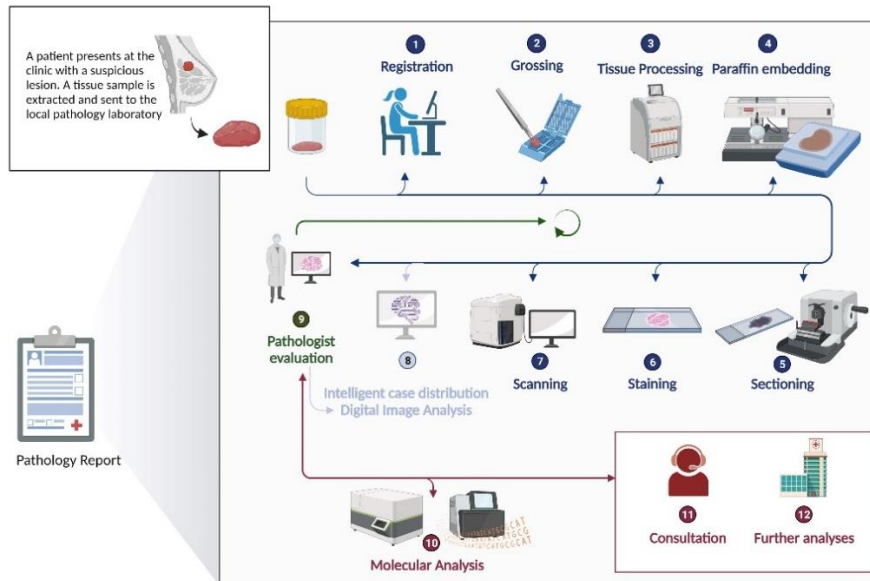 A patient presents at the
clinic with a suspicious
lesion. A tissue sample is
extracted and sent to the
local pathology laboratory
1
Registration
2
Grossing
3
Tissue Processing
4
Paraffin embedding
9
Pathologist
evaluation
8
Intelligent case distribution
Digital Image Analysis
7
Scanning
6
Staining
5
Sectioning
Pathology Report
10
Molecular Analysis
11
Consultation
12
Further analyses